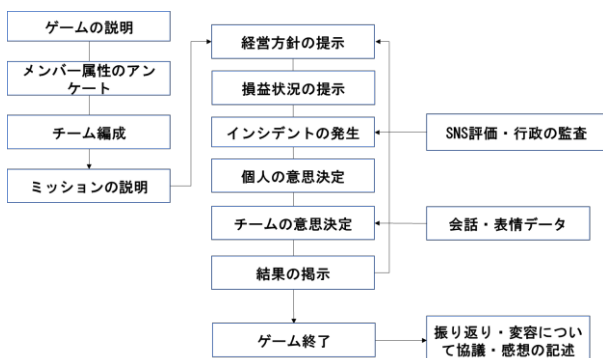 ゲームの説明
メンバー属性のアン
ケート
チーム編成
ミッションの説明
経営方針の提示
損益状況の提示
インシデントの発生
個人の意思決定
チームの意思決定
結果の掲示
ゲーム終了
SNS評価・行政の監査
会話・表情データ
振り返り・変容につい
て協議・感想の記述